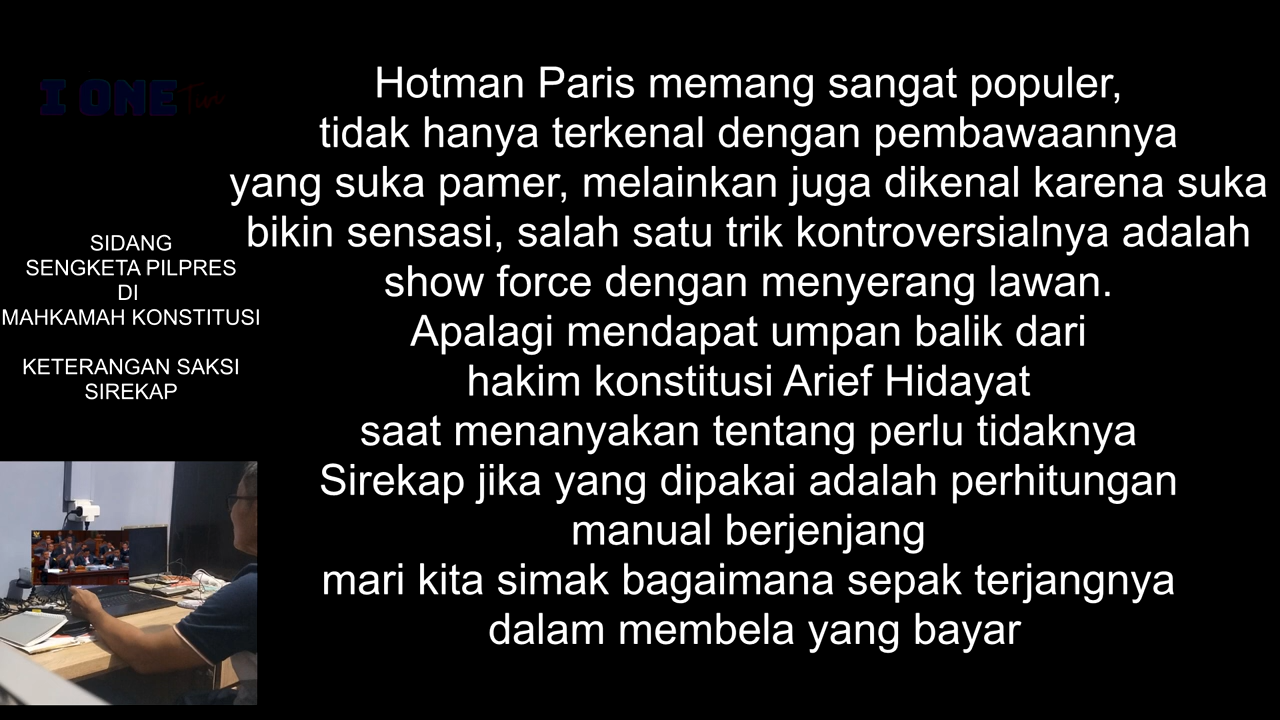 I ONE Tivi
SIDANG
SENGKETA PILPRES
DI
MAHKAMAH KONSTITUSI
KETERANGAN SAKSI
SIREKAP
Hotman Paris memang sangat populer,
tidak hanya terkenal dengan pembawaannya
yang suka pamer, melainkan juga dikenal karena suka
bikin sensasi, salah satu trik kontroversialnya adalah
show force dengan menyerang lawan.
Apalagi mendapat umpan balik dari
hakim konstitusi Arief Hidayat
saat menanyakan tentang perlu tidaknya
Sirekap jika yang dipakai adalah perhitungan
manual berjenjang
mari kita simak bagaimana sepak terjangnya
dalam membela yang bayar